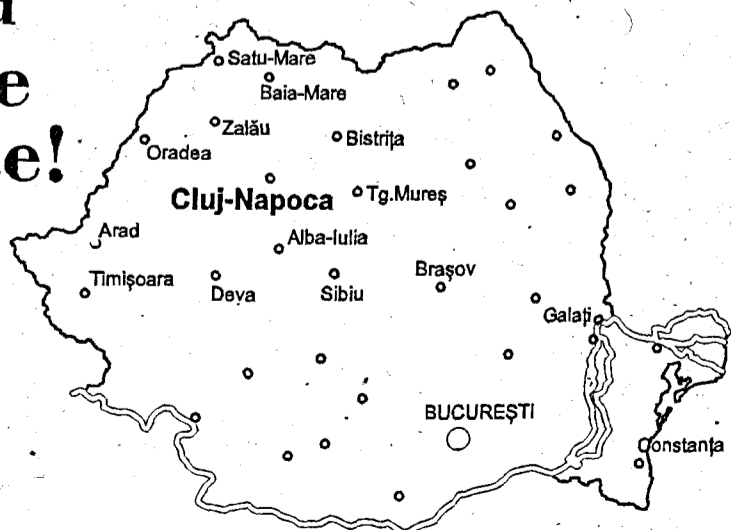 e!
Satu-Mare
Baia-Mare
Zalău
Bistrița
Oradea
Cluj-Napoca
Tg.Mureș
Arad
Alba-Iulia
Timișoara
Deva
Sibiu
Brașov
Galați
BUCUREȘTI
Constanța